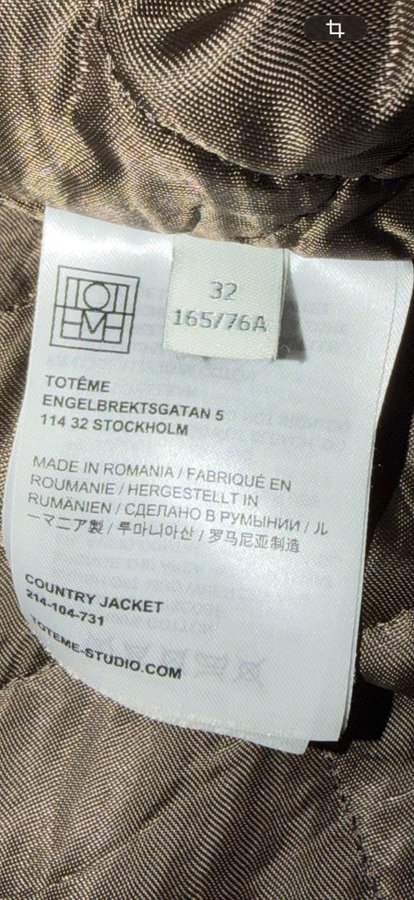 32
165/76A
TOTÊME
ENGELBREKTSGATAN 5
114 32 STOCKHOLM
MADE IN ROMANIA / FABRIQUÉ EN
ROUMANIE / HERGESTELLT IN
RUMÄNIEN / СДЕЛАНО В РУМЫНИИ / ル
ーマニア製 / 루마니아산 / 罗马尼亚制造
COUNTRY JACKET
214-104-731
TOTEME-STUDIO.COM